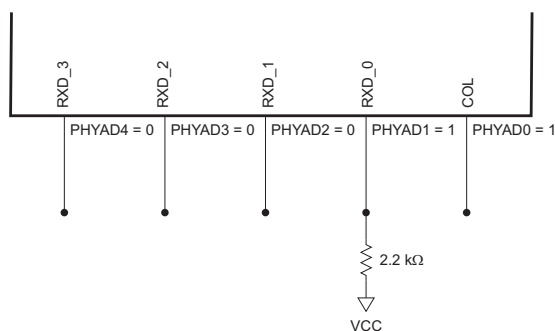 RXD_3
RXD_2
RXD_1
RXD_0
COL
PHYAD4 = 0
PHYAD3 = 0
PHYAD2 = 0
PHYAD1 = 1
PHYAD0 = 1
2.2 kΩ
VCC